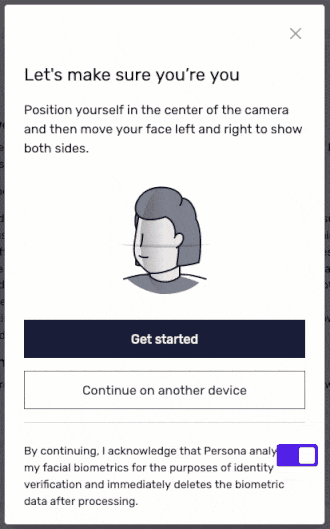 Let's make sure you're you
Position yourself in the center of the camera
and then move your face left and right to show
both sides.
Get started
Continue on another device
By continuing, I acknowledge that Persona
my facial biometrics for the purposes of identity
verification and immediately deletes the biometric
data after processing.